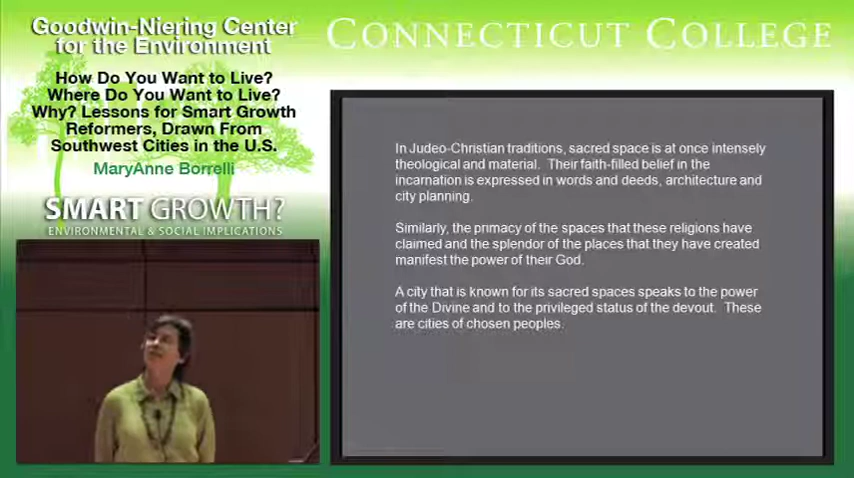 Goodwin-Niering Center
for the Environment
CONNECTICUT COLLEGE
How Do You Want to Live?
Where Do You Want to Live?
Why? Lessons for Smart Growth
Reformers, Drawn From
Southwest Cities in the U.S.
MaryAnne Borrelli
SMART GROWTH?
ENVIRONMENTAL & SOCIAL IMPLICATIONS
In Judeo-Christian traditions, sacred space is at once intensely
theological and material. Their faith-filled belief in the
incarnation is expressed in words and deeds, architecture and
city planning.
Similarly, the primacy of the spaces that these religions have
claimed and the splendor of the places that they have created
manifest the power of their God.
A city that is known for its sacred spaces speaks to the power
of the Divine and to the privileged status of the devout. These
are cities of chosen peoples.